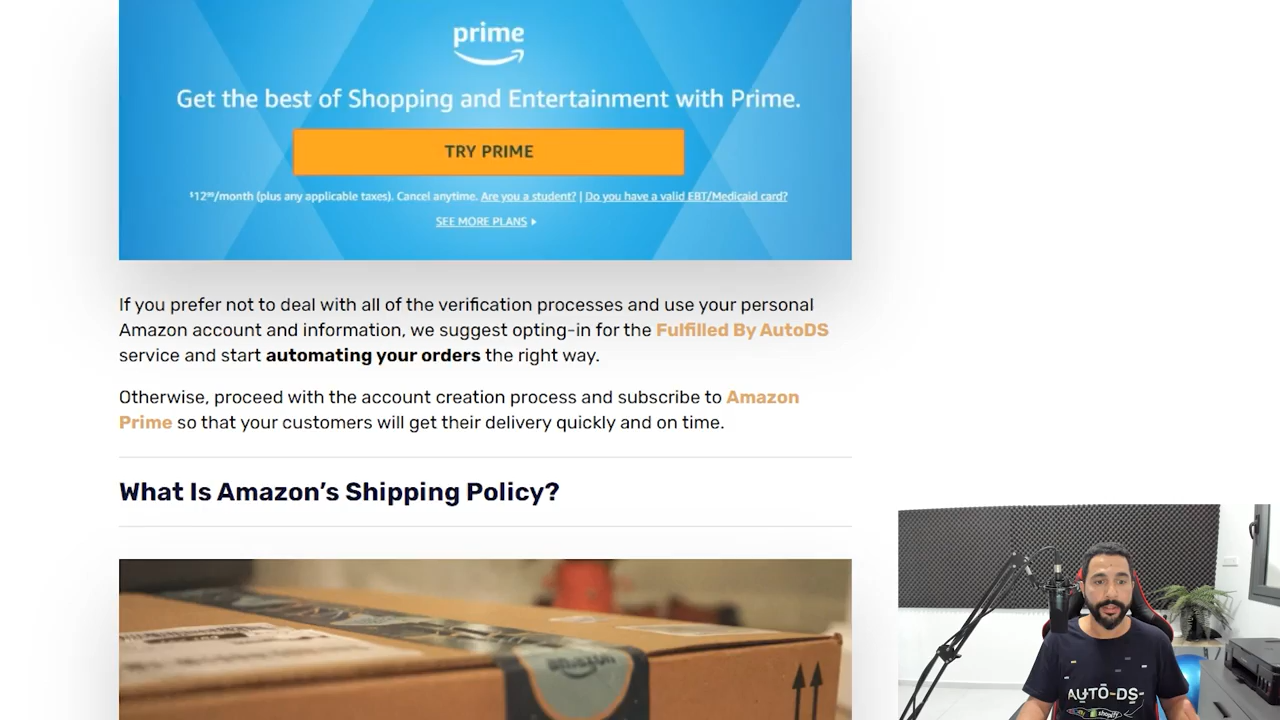 prime
Get the best of Shopping and Entertainment with Prime.
TRY PRIME
$12⁹⁹/month (plus any applicable taxes). Cancel anytime. Are you a student? | Do you have a valid EBT/Medicaid card?
SEE MORE PLANS
If you prefer not to deal with all of the verification processes and use your personal
Amazon account and information, we suggest opting-in for the Fulfilled By AutoDS
service and start automating your orders the right way.
Otherwise, proceed with the account creation process and subscribe to Amazon
Prime so that your customers will get their delivery quickly and on time.
What Is Amazon’s Shipping Policy?
amazon
AUTO-DS-
shopify